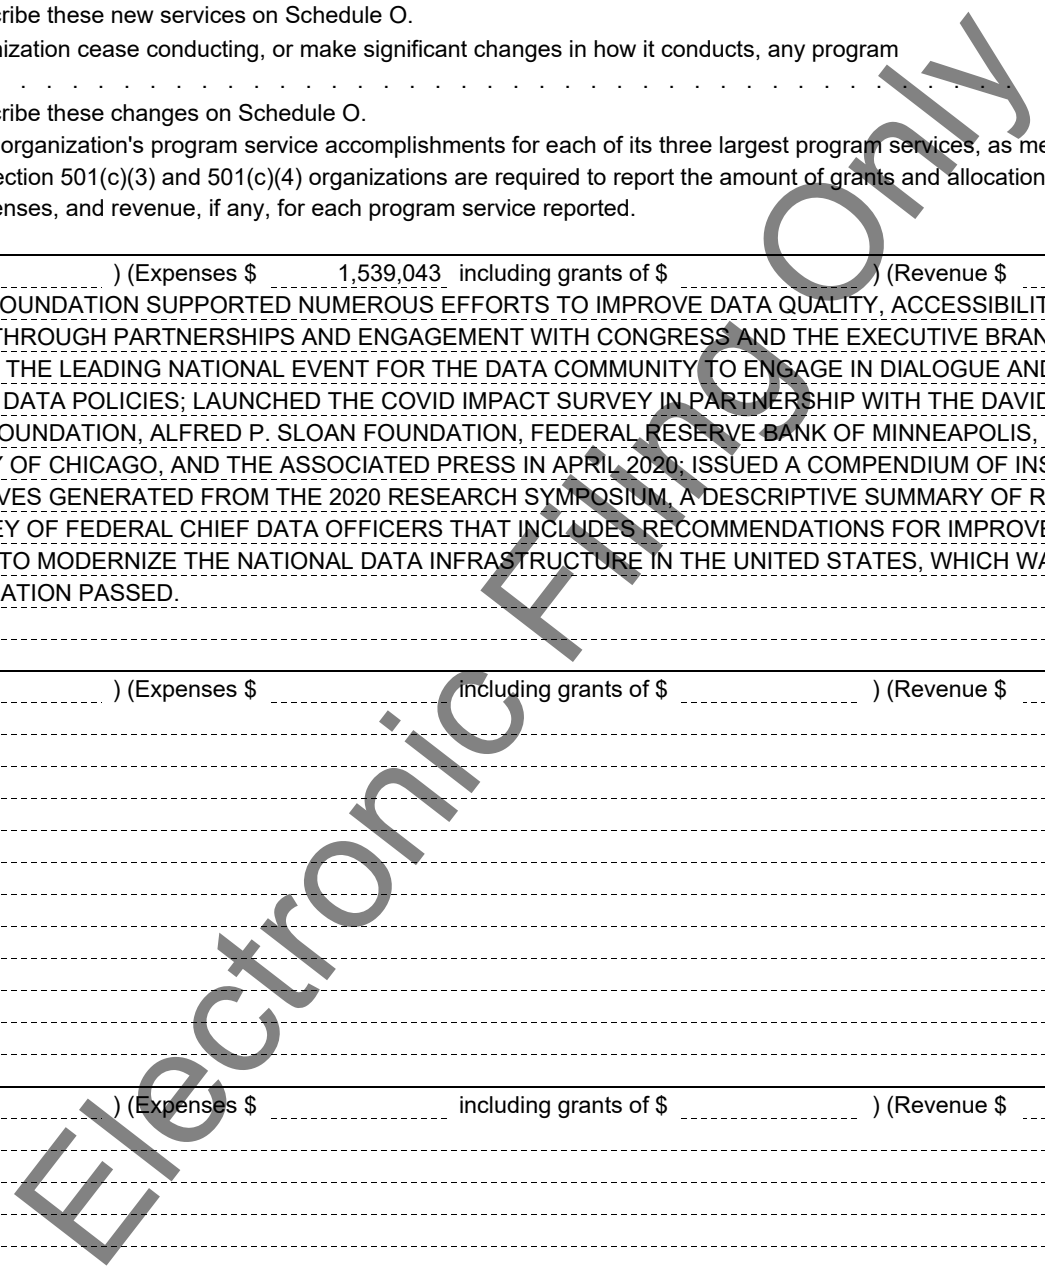 ribe these new services on Schedule O.
nization cease conducting, or make significant changes in how it conducts, any program
. . . . . . . . . . . . . . . . . . . . . . . . . . . . . . . . . . . . . . . . . . . . . .
ribe these changes on Schedule O.
organization's program service accomplishments for each of its three largest program services, as me
ection 501(c)(3) and 501(c)(4) organizations are required to report the amount of grants and allocation
enses, and revenue, if any, for each program service reported.
) (Expenses $ 1,539,043 including grants of $ ) (Revenue $
OUNDATION SUPPORTED NUMEROUS EFFORTS TO IMPROVE DATA QUALITY, ACCESSIBILIT
THROUGH PARTNERSHIPS AND ENGAGEMENT WITH CONGRESS AND THE EXECUTIVE BRAN
THE LEADING NATIONAL EVENT FOR THE DATA COMMUNITY TO ENGAGE IN DIALOGUE AND
DATA POLICIES; LAUNCHED THE COVID IMPACT SURVEY IN PARTNERSHIP WITH THE DAVID
OUNDATION, ALFRED P. SLOAN FOUNDATION, FEDERAL RESERVE BANK OF MINNEAPOLIS,
Y OF CHICAGO, AND THE ASSOCIATED PRESS IN APRIL 2020; ISSUED A COMPENDIUM OF INS
VES GENERATED FROM THE 2020 RESEARCH SYMPOSIUM, A DESCRIPTIVE SUMMARY OF R
EY OF FEDERAL CHIEF DATA OFFICERS THAT INCLUDES RECOMMENDATIONS FOR IMPROVE
TO MODERNIZE THE NATIONAL DATA INFRASTRUCTURE IN THE UNITED STATES, WHICH WA
ATION PASSED.
) (Expenses $ including grants of $ ) (Revenue $
) (Expenses $ including grants of $ ) (Revenue $
Electronic Filing Only